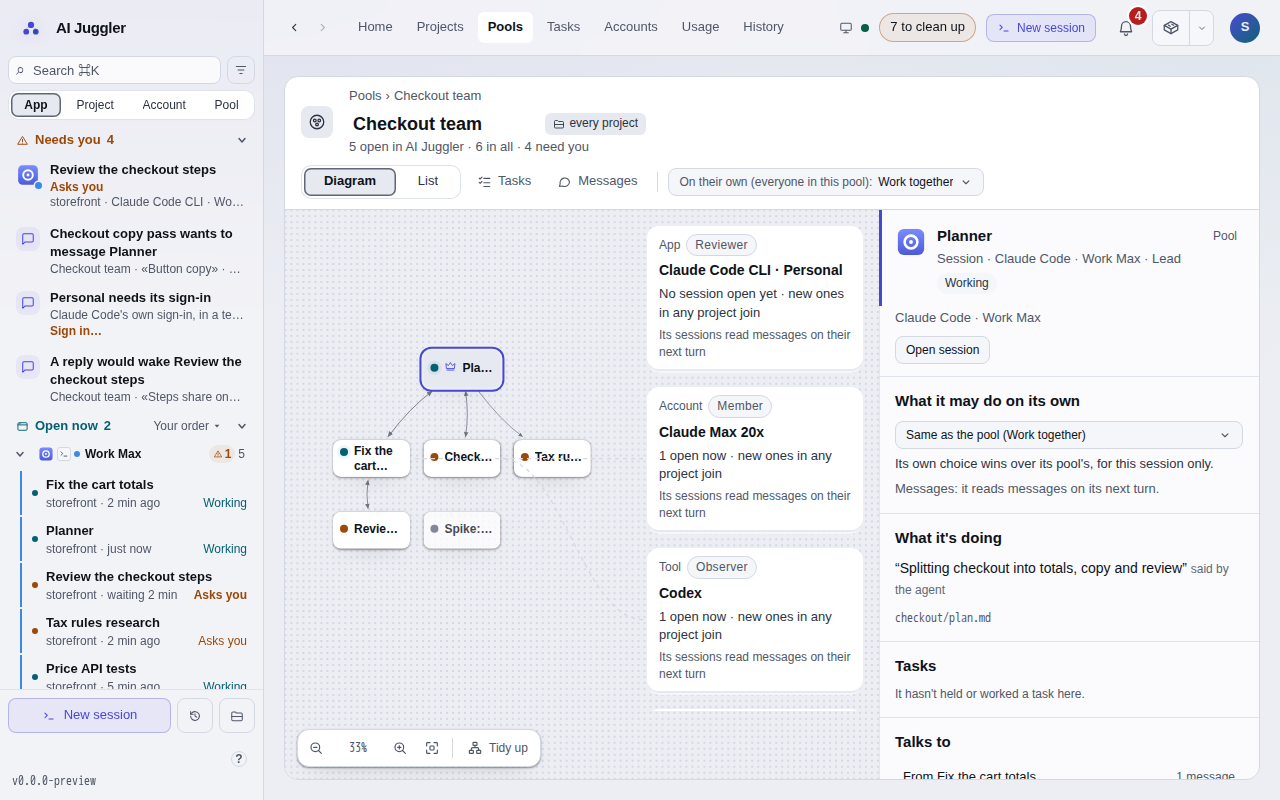 AI Juggler
Search ⌘K
App Project Account Pool
Needs you 4
Review the checkout steps
Asks you
storefront · Claude Code CLI · Wo…
Checkout copy pass wants to
message Planner
Checkout team · «Button copy» · …
Personal needs its sign-in
Claude Code's own sign-in, in a te…
Sign in…
A reply would wake Review the
checkout steps
Checkout team · «Steps share on…
Open now 2 Your order
Work Max 1 5
Fix the cart totals
storefront · 2 min ago Working
Planner
storefront · just now Working
Review the checkout steps
storefront · waiting 2 min Asks you
Tax rules research
storefront · 2 min ago Asks you
Price API tests
storefront · 5 min ago Working
New session
?
v0.0.0-preview
Home Projects Pools Tasks Accounts Usage History
7 to clean up
New session
4
S
Pools › Checkout team
Checkout team
every project
5 open in AI Juggler · 6 in all · 4 need you
Diagram List Tasks Messages
On their own (everyone in this pool): Work together
Pla…
Fix the
cart…
Check…
Tax ru…
Revie…
Spike:…
App Reviewer
Claude Code CLI · Personal
No session open yet · new ones
in any project join
Its sessions read messages on their
next turn
Account Member
Claude Max 20x
1 open now · new ones in any
project join
Its sessions read messages on their
next turn
Tool Observer
Codex
1 open now · new ones in any
project join
Its sessions read messages on their
next turn
33%
Tidy up
Planner Pool
Session · Claude Code · Work Max · Lead
Working
Claude Code · Work Max
Open session
What it may do on its own
Same as the pool (Work together)
Its own choice wins over its pool's, for this session only.
Messages: it reads messages on its next turn.
What it's doing
“Splitting checkout into totals, copy and review” said by
the agent
checkout/plan.md
Tasks
It hasn't held or worked a task here.
Talks to
From Fix the cart totals 1 message